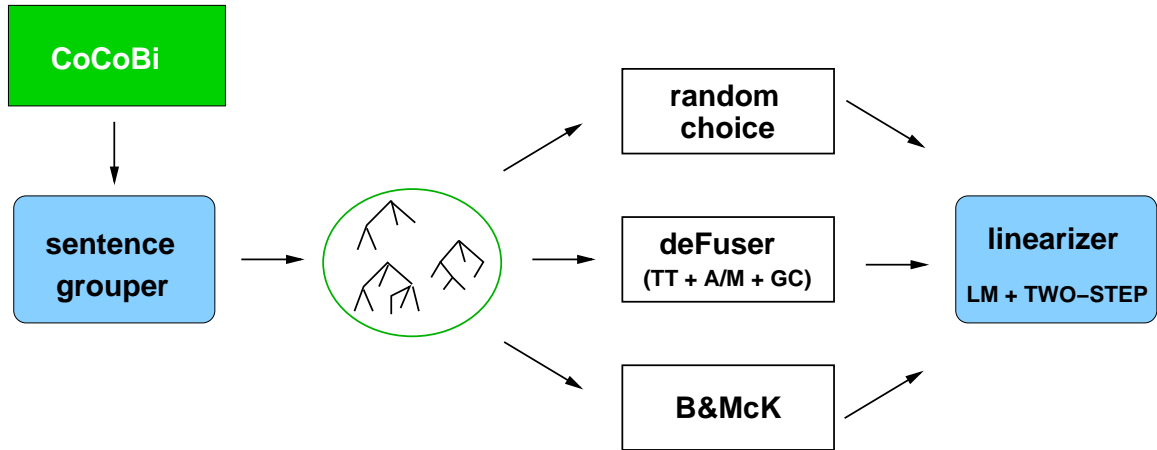 CoCoBi
sentence
grouper
random
choice
deFuser
(TT + A/M + GC)
B&McK
linearizer
LM + TWO−STEP